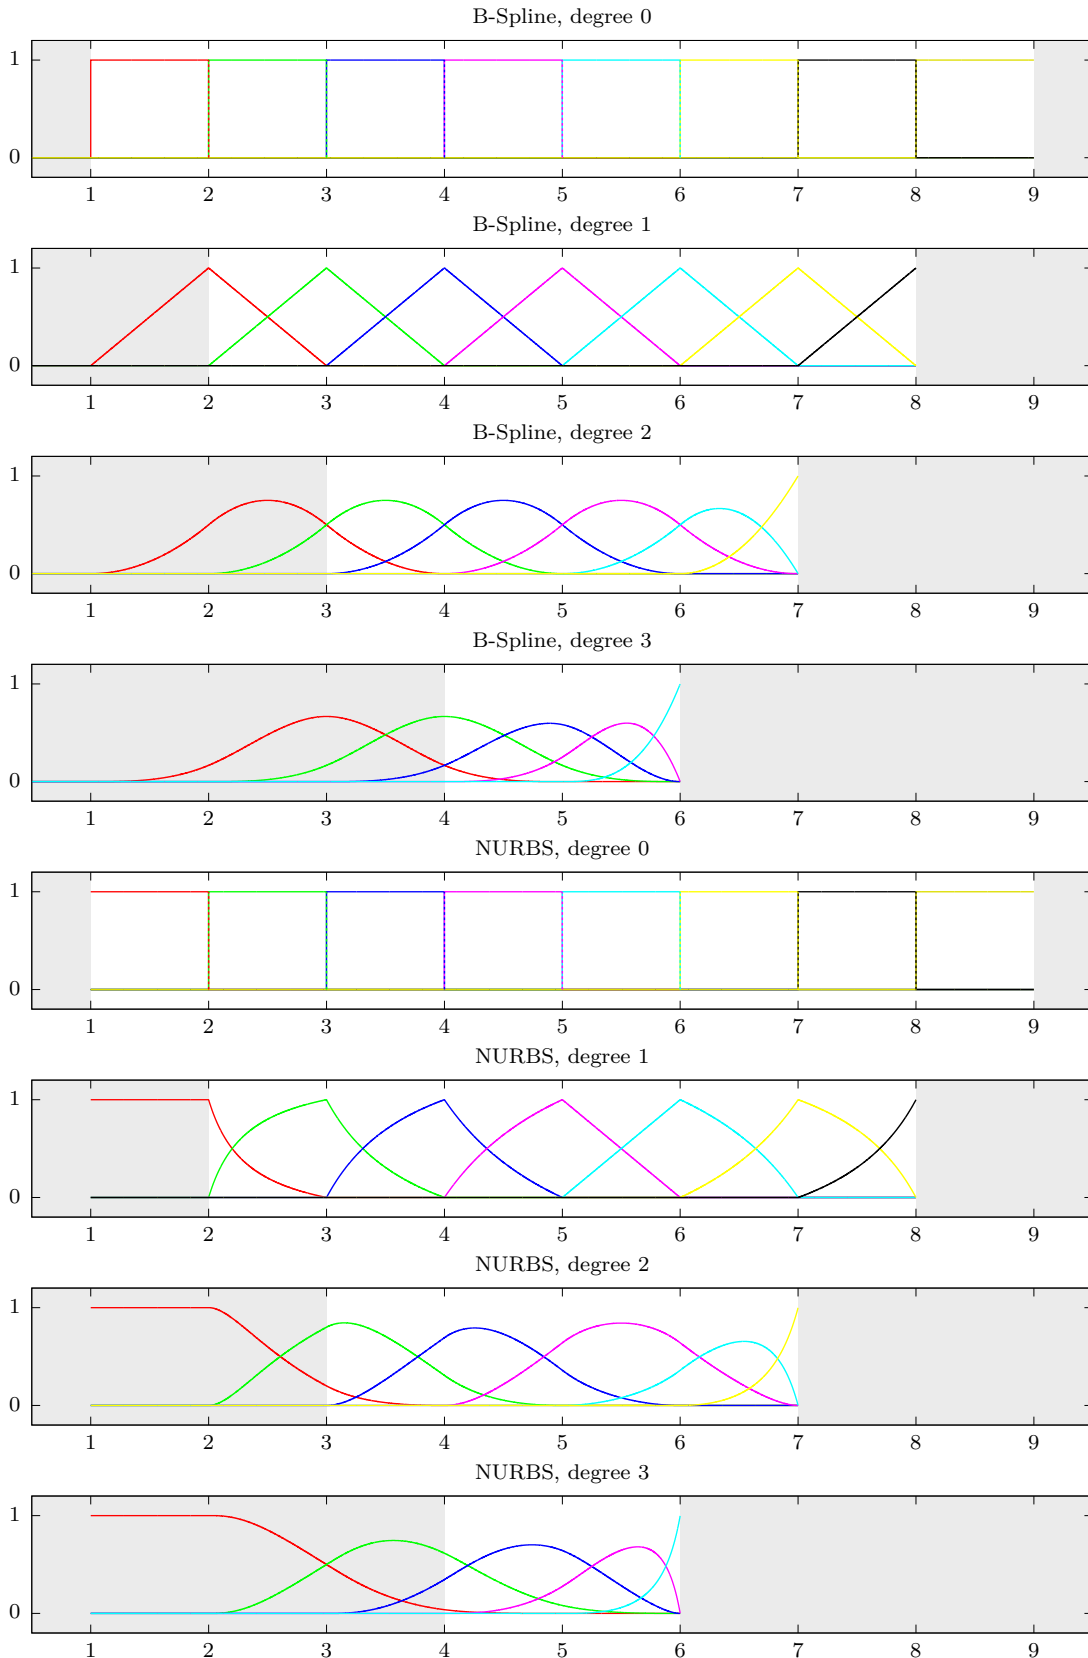 B-Spline, degree 0
1
0
1 2 3 4 5 6 7 8 9
B-Spline, degree 1
1
0
1 2 3 4 5 6 7 8 9
B-Spline, degree 2
1
0
1 2 3 4 5 6 7 8 9
B-Spline, degree 3
1
0
1 2 3 4 5 6 7 8 9
NURBS, degree 0
1
0
1 2 3 4 5 6 7 8 9
NURBS, degree 1
1
0
1 2 3 4 5 6 7 8 9
NURBS, degree 2
1
0
1 2 3 4 5 6 7 8 9
NURBS, degree 3
1
0
1 2 3 4 5 6 7 8 9